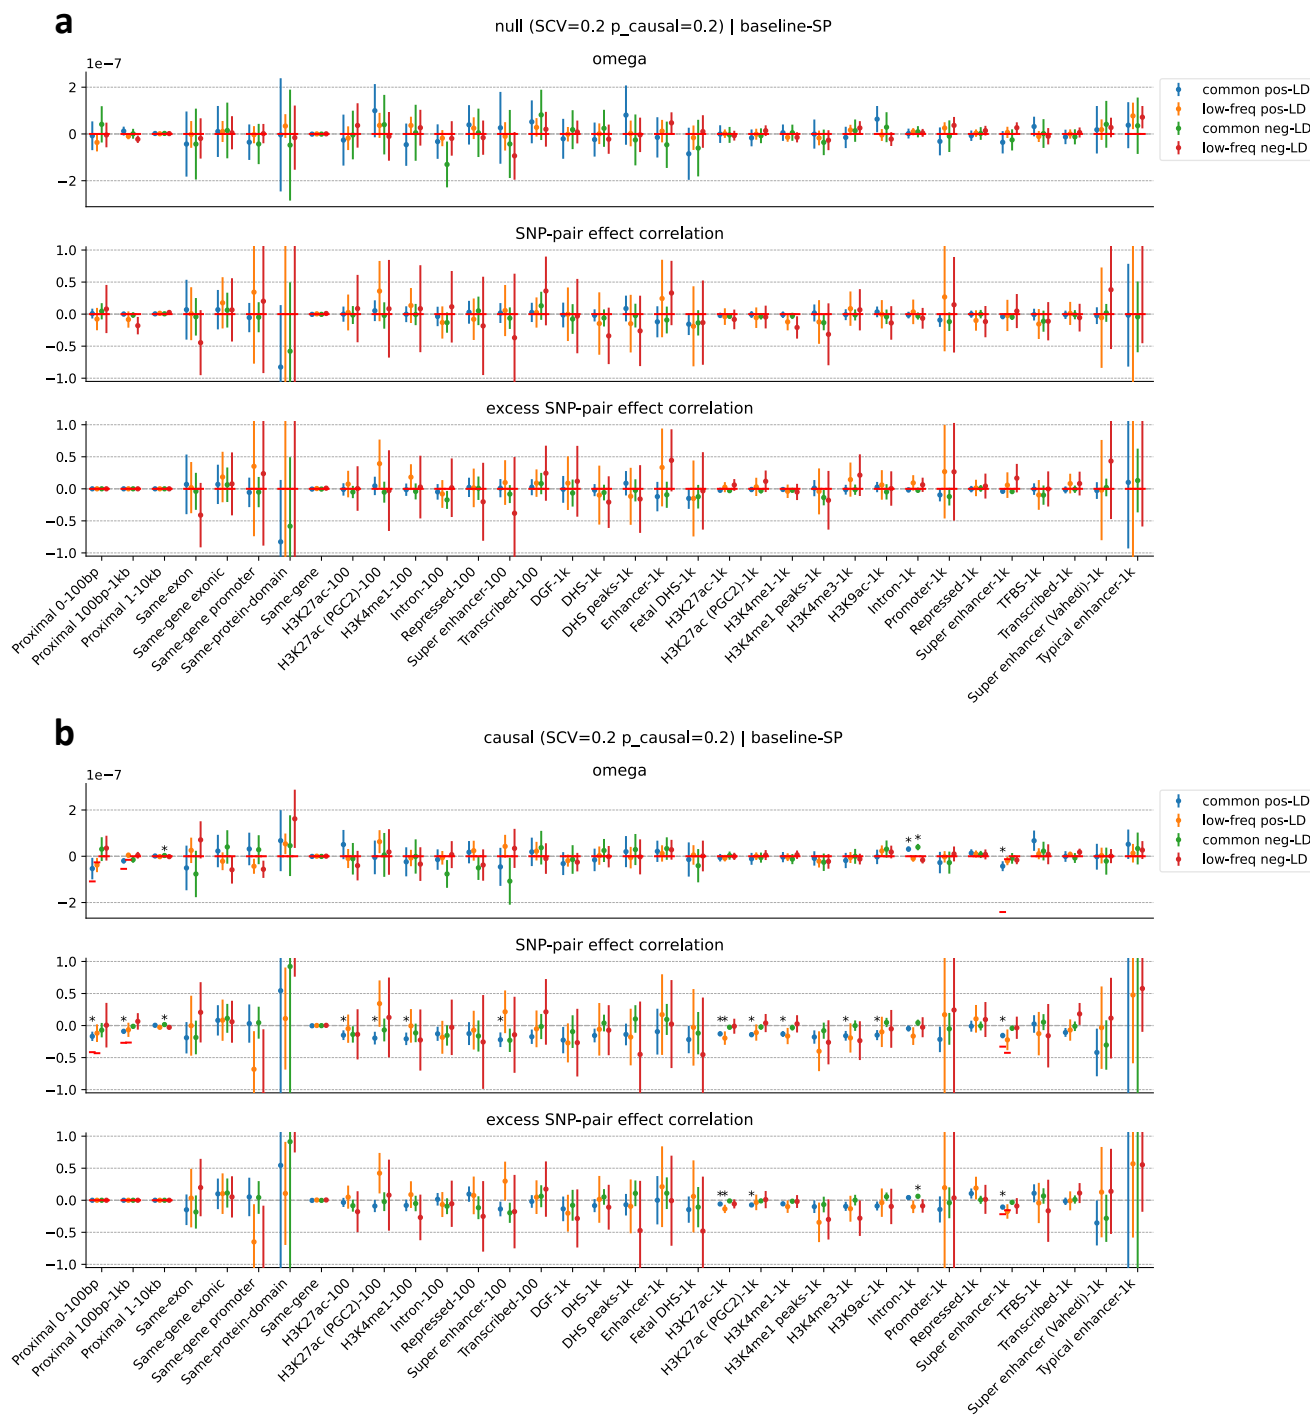 a
null (SCV=0.2 p_causal=0.2) | baseline-SP
omega
1e−7
2
0
−2
common pos-LD
low-freq pos-LD
common neg-LD
low-freq neg-LD
SNP-pair effect correlation
1.0
0.5
0.0
−0.5
−1.0
excess SNP-pair effect correlation
1.0
0.5
0.0
−0.5
−1.0
Proximal 0-100bp
Proximal 100bp-1kb
Proximal 1-10kb
Same-exon
Same-gene exonic
Same-gene promoter
Same-protein-domain
Same-gene
H3K27ac-100
H3K27ac (PGC2)-100
H3K4me1-100
Intron-100
Repressed-100
Super enhancer-100
Transcribed-100
DGF-1k
DHS-1k
DHS peaks-1k
Enhancer-1k
Fetal DHS-1k
H3K27ac-1k
H3K27ac (PGC2)-1k
H3K4me1-1k
H3K4me1 peaks-1k
H3K4me3-1k
H3K9ac-1k
Intron-1k
Promoter-1k
Repressed-1k
Super enhancer-1k
TFBS-1k
Transcribed-1k
Super enhancer (Vahedi)-1k
Typical enhancer-1k
b
causal (SCV=0.2 p_causal=0.2) | baseline-SP
omega
1e−7
2
0
−2
* * * *
common pos-LD
low-freq pos-LD
common neg-LD
low-freq neg-LD
SNP-pair effect correlation
1.0
0.5
0.0
−0.5
−1.0
* * * * * ** * * * * *
excess SNP-pair effect correlation
1.0
0.5
0.0
−0.5
−1.0
** * * *
Proximal 0-100bp
Proximal 100bp-1kb
Proximal 1-10kb
Same-exon
Same-gene exonic
Same-gene promoter
Same-protein-domain
Same-gene
H3K27ac-100
H3K27ac (PGC2)-100
H3K4me1-100
Intron-100
Repressed-100
Super enhancer-100
Transcribed-100
DGF-1k
DHS-1k
DHS peaks-1k
Enhancer-1k
Fetal DHS-1k
H3K27ac-1k
H3K27ac (PGC2)-1k
H3K4me1-1k
H3K4me1 peaks-1k
H3K4me3-1k
H3K9ac-1k
Intron-1k
Promoter-1k
Repressed-1k
Super enhancer-1k
TFBS-1k
Transcribed-1k
Super enhancer (Vahedi)-1k
Typical enhancer-1k